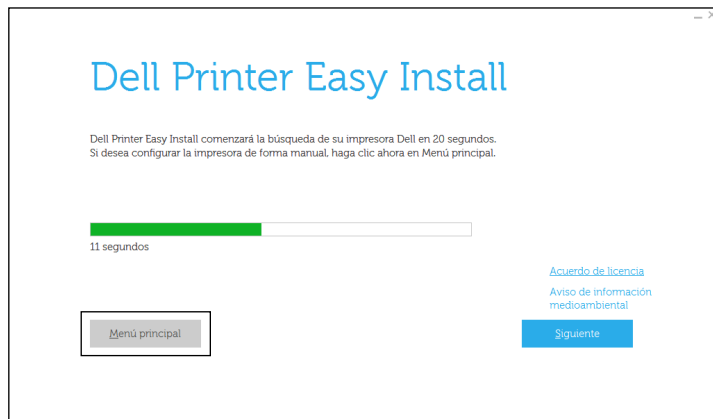 Dell Printer Easy Install
Dell Printer Easy Install comenzará la búsqueda de su impresora Dell en 20 segundos.
Si desea configurar la impresora de forma manual, haga clic ahora en Menú principal.
11 segundos
Acuerdo de licencia
Aviso de información
medioambiental
Menú principal
Siguiente